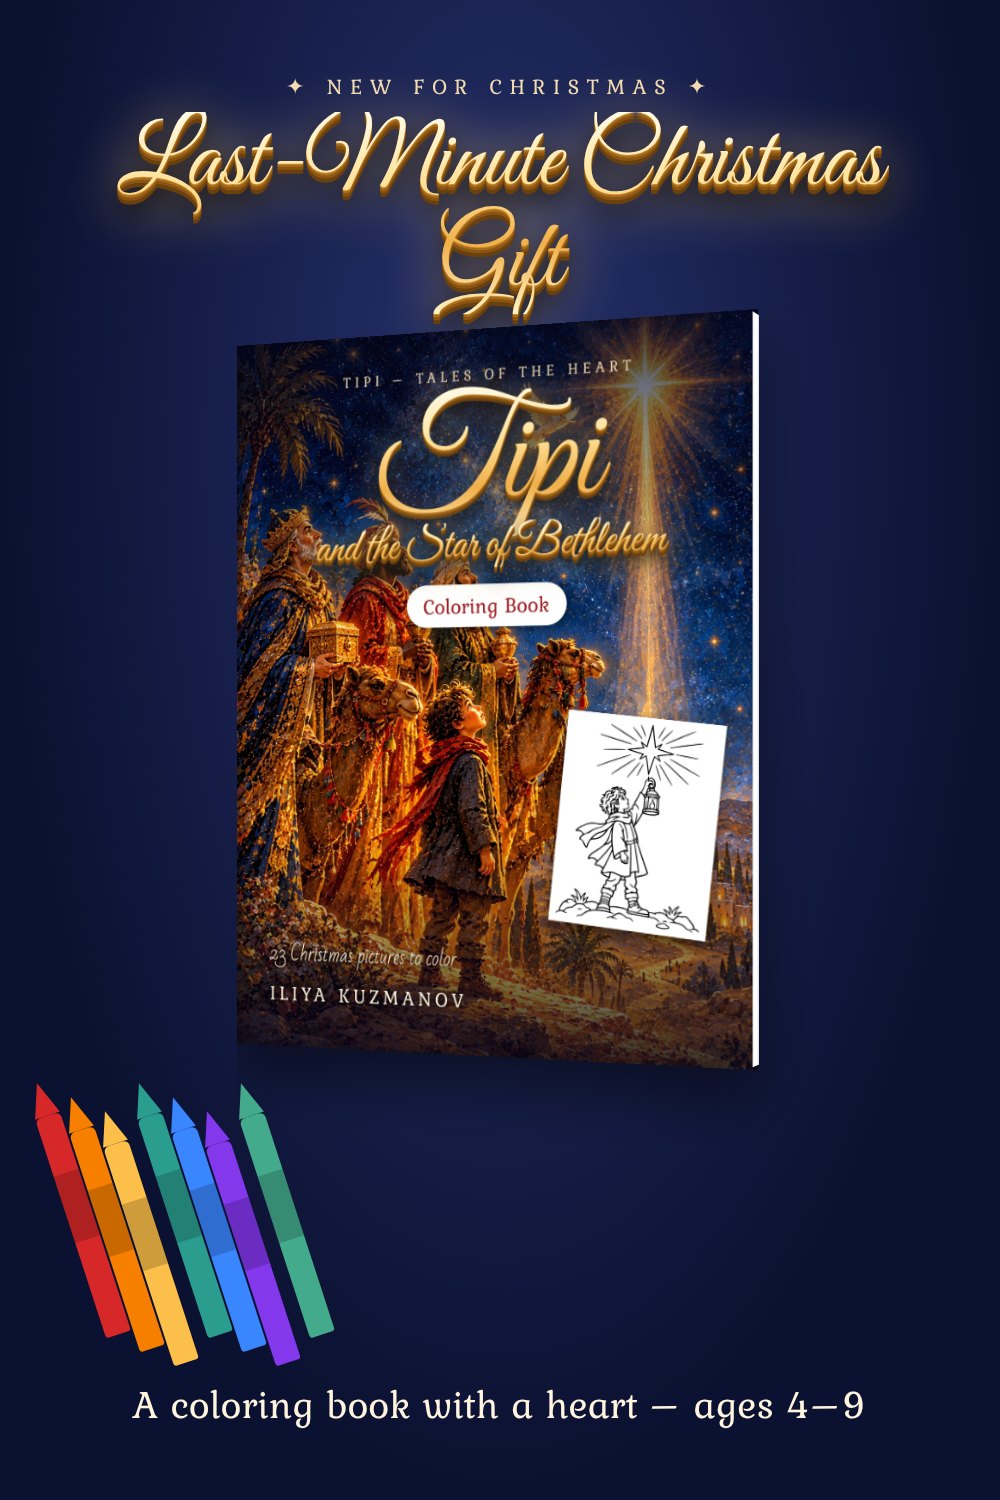 ✦ NEW FOR CHRISTMAS ✦
Last-Minute Christmas
Gift
TIPI – TALES OF THE HEART
Tipi
and the Star of Bethlehem
Coloring Book
23 Christmas pictures to color
ILIYA KUZMANOV
A coloring book with a heart – ages 4–9